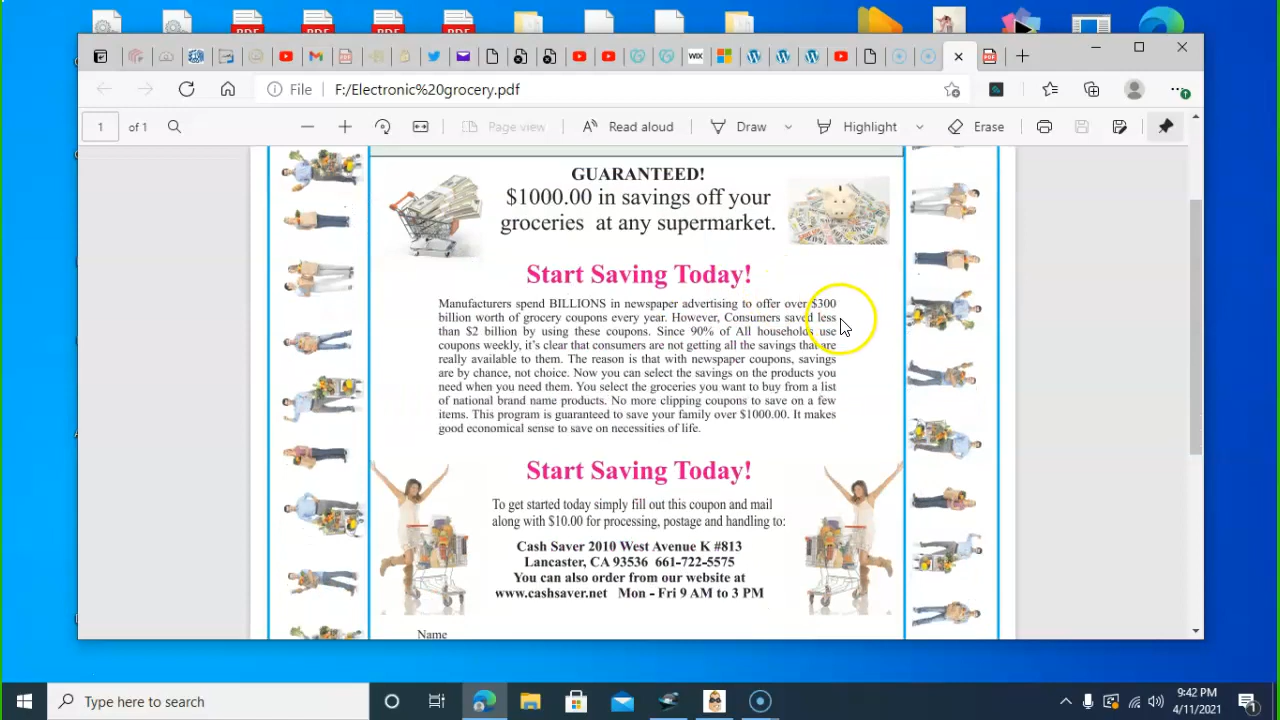 PDF
PDF
PDF
PDF
WIX
File
F:/Electronic%20grocery.pdf
1
of 1
Page view
Read aloud
Draw
Highlight
Erase
GUARANTEED!
$1000.00 in savings off your
groceries at any supermarket.
Start Saving Today!
Manufacturers spend BILLIONS in newspaper advertising to offer over $300
billion worth of grocery coupons every year. However, Consumers saved less
than $2 billion by using these coupons. Since 90% of All households use
coupons weekly, it's clear that consumers are not getting all the savings that are
really available to them. The reason is that with newspaper coupons, savings
are by chance, not choice. Now you can select the savings on the products you
need when you need them. You select the groceries you want to buy from a list
of national brand name products. No more clipping coupons to save on a few
items. This program is guaranteed to save your family over $1000.00. It makes
good economical sense to save on necessities of life.
Start Saving Today!
To get started today simply fill out this coupon and mail
along with $10.00 for processing, postage and handling to:
Cash Saver 2010 West Avenue K #813
Lancaster, CA 93536 661-722-5575
You can also order from our website at
www.cashsaver.net Mon - Fri 9 AM to 3 PM
Name
Type here to search
9:42 PM
4/11/2021
1